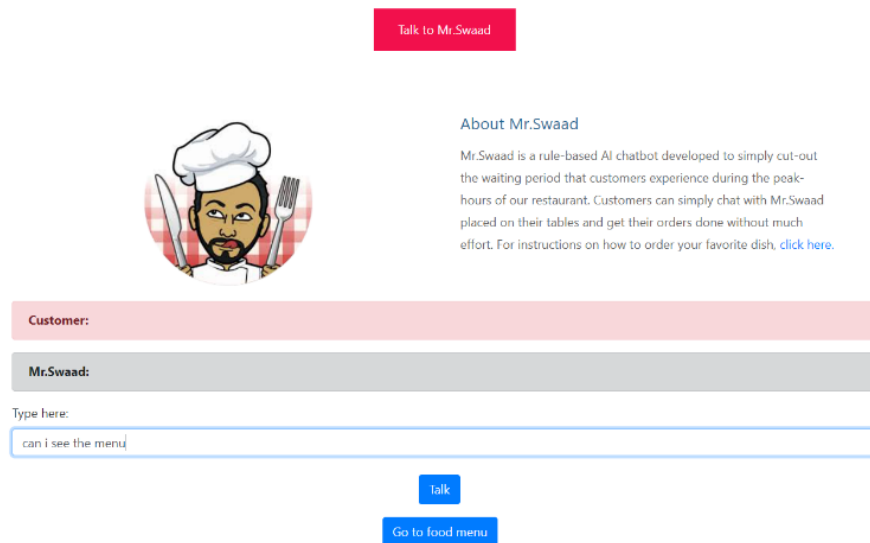 Talk to Mr.Swaad
About Mr.Swaad
Mr.Swaad is a rule-based AI chatbot developed to simply cut-out
the waiting period that customers experience during the peak-
hours of our restaurant. Customers can simply chat with Mr.Swaad
placed on their tables and get their orders done without much
effort. For instructions on how to order your favorite dish, click here.
Customer:
Mr.Swaad:
Type here:
can i see the menu
Talk
Go to food menu